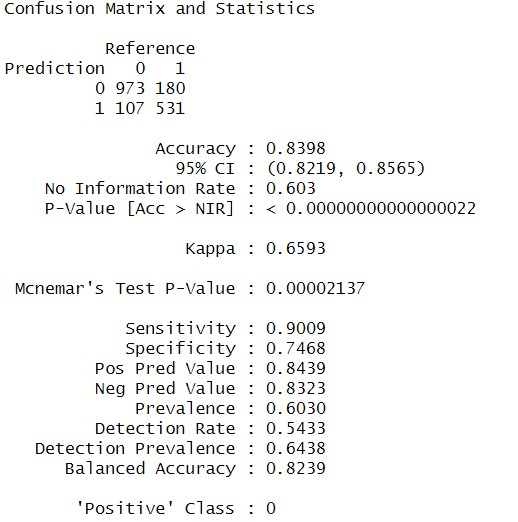 Confusion Matrix and Statistics
Reference
Prediction 0 1
0 973 180
1 107 531
Accuracy : 0.8398
95% CI : (0.8219, 0.8565)
No Information Rate : 0.603
P-Value [Acc > NIR] : < 0.00000000000000022
Kappa : 0.6593
Mcnemar's Test P-Value : 0.00002137
Sensitivity : 0.9009
Specificity : 0.7468
Pos Pred Value : 0.8439
Neg Pred Value : 0.8323
Prevalence : 0.6030
Detection Rate : 0.5433
Detection Prevalence : 0.6438
Balanced Accuracy : 0.8239
'Positive' Class : 0